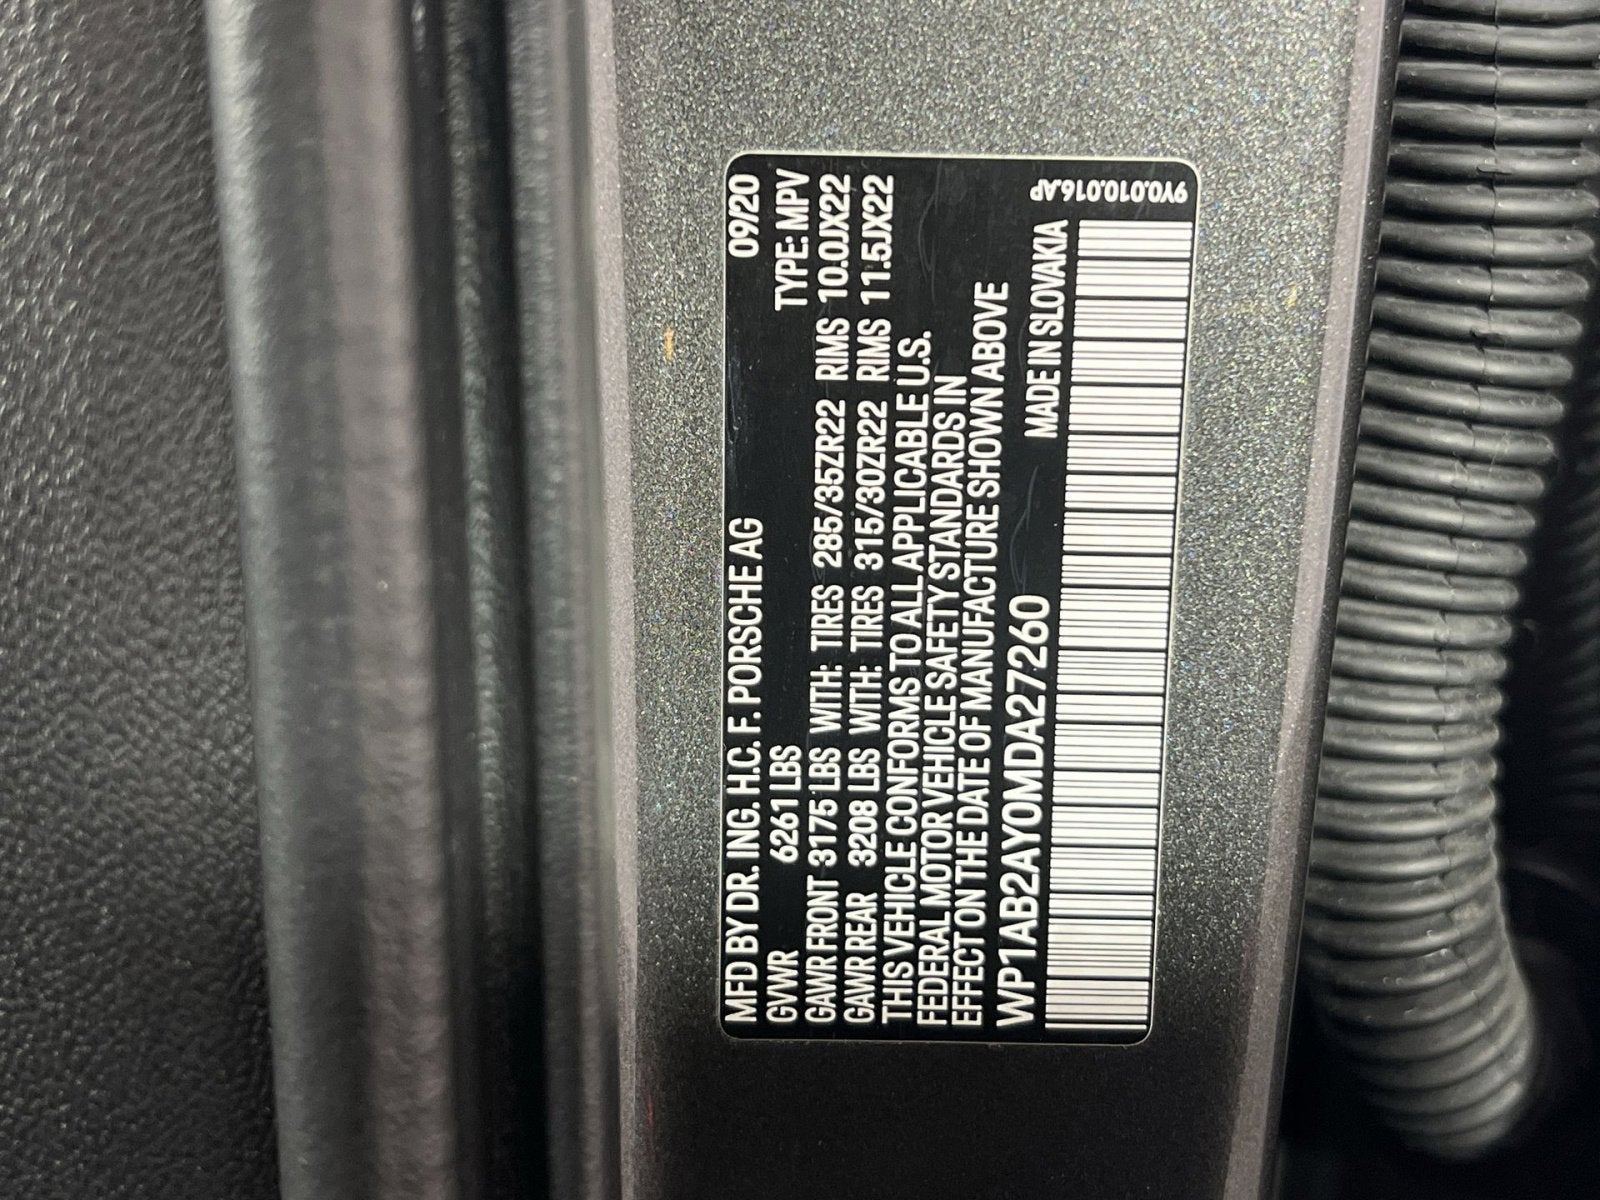 MFD BY DR. ING. H.C. F. PORSCHE AG 09/20
GVWR 6261 LBS TYPE: MPV
GAWR FRONT 3175 LBS WITH: TIRES 285/35ZR22 RIMS 10.0JX22
GAWR REAR 3208 LBS WITH: TIRES 315/30ZR22 RIMS 11.5JX22
THIS VEHICLE CONFORMS TO ALL APPLICABLE U.S.
FEDERAL MOTOR VEHICLE SAFETY STANDARDS IN
EFFECT ON THE DATE OF MANUFACTURE SHOWN ABOVE
WP1AB2AY0MDA27260 MADE IN SLOVAKIA
9Y0.010.016.AP